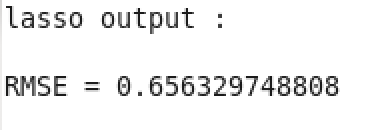 lasso output :
RMSE = 0.656329748808